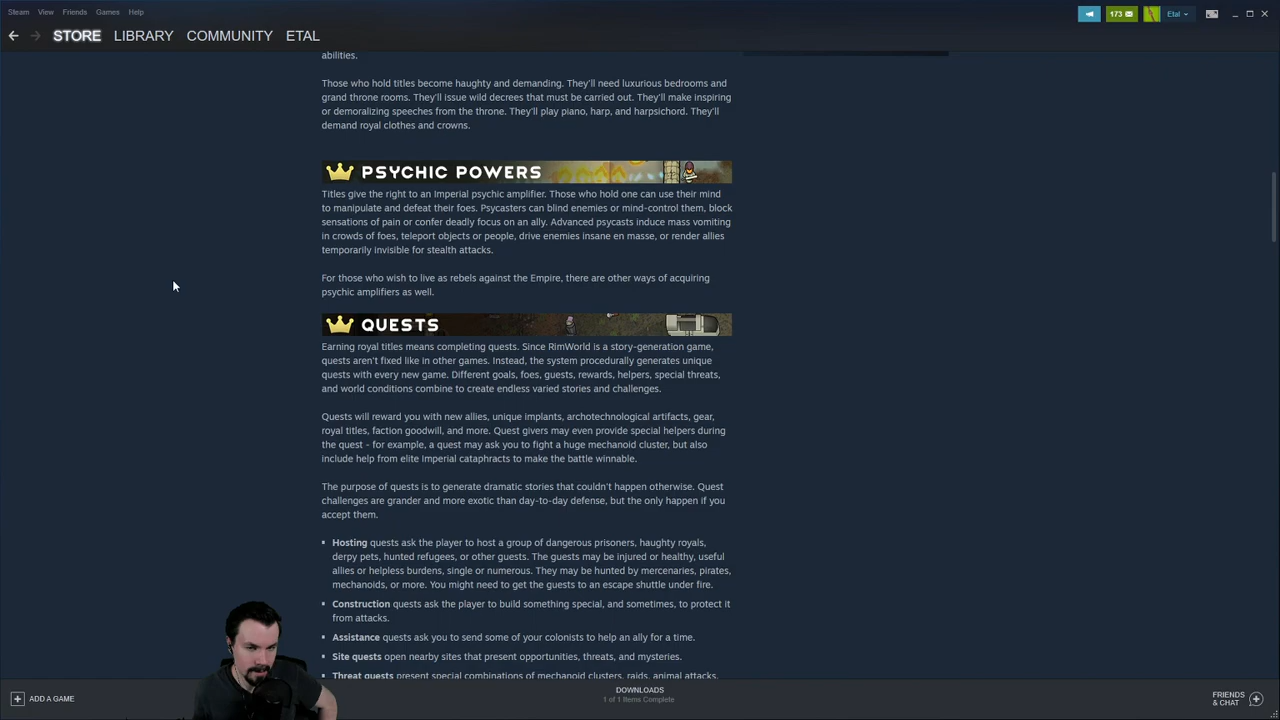 Steam View Friends Games Help
173
Etal
STORE LIBRARY COMMUNITY ETAL
abilities.
Those who hold titles become haughty and demanding. They'll need luxurious bedrooms and
grand throne rooms. They'll issue wild decrees that must be carried out. They'll make inspiring
or demoralizing speeches from the throne. They'll play piano, harp, and harpsichord. They'll
demand royal clothes and crowns.
PSYCHIC POWERS
Titles give the right to an Imperial psychic amplifier. Those who hold one can use their mind
to manipulate and defeat their foes. Psycasters can blind enemies or mind-control them, block
sensations of pain or confer deadly focus on an ally. Advanced psycasts induce mass vomiting
in crowds of foes, teleport objects or people, drive enemies insane en masse, or render allies
temporarily invisible for stealth attacks.
For those who wish to live as rebels against the Empire, there are other ways of acquiring
psychic amplifiers as well.
QUESTS
Earning royal titles means completing quests. Since RimWorld is a story-generation game,
quests aren't fixed like in other games. Instead, the system procedurally generates unique
quests with every new game. Different goals, foes, guests, rewards, helpers, special threats,
and world conditions combine to create endless varied stories and challenges.
Quests will reward you with new allies, unique implants, archotechnological artifacts, gear,
royal titles, faction goodwill, and more. Quest givers may even provide special helpers during
the quest - for example, a quest may ask you to fight a huge mechanoid cluster, but also
include help from elite Imperial cataphracts to make the battle winnable.
The purpose of quests is to generate dramatic stories that couldn't happen otherwise. Quest
challenges are grander and more exotic than day-to-day defense, but the only happen if you
accept them.
▪ Hosting quests ask the player to host a group of dangerous prisoners, haughty royals,
derpy pets, hunted refugees, or other guests. The guests may be injured or healthy, useful
allies or helpless burdens, single or numerous. They may be hunted by mercenaries, pirates,
mechanoids, or more. You might need to get the guests to an escape shuttle under fire.
▪ Construction quests ask the player to build something special, and sometimes, to protect it
from attacks.
▪ Assistance quests ask you to send some of your colonists to help an ally for a time.
▪ Site quests open nearby sites that present opportunities, threats, and mysteries.
▪ Threat quests present special combinations of mechanoid clusters, raids, animal attacks,
ADD A GAME
DOWNLOADS
1 of 1 Items Complete
FRIENDS
& CHAT